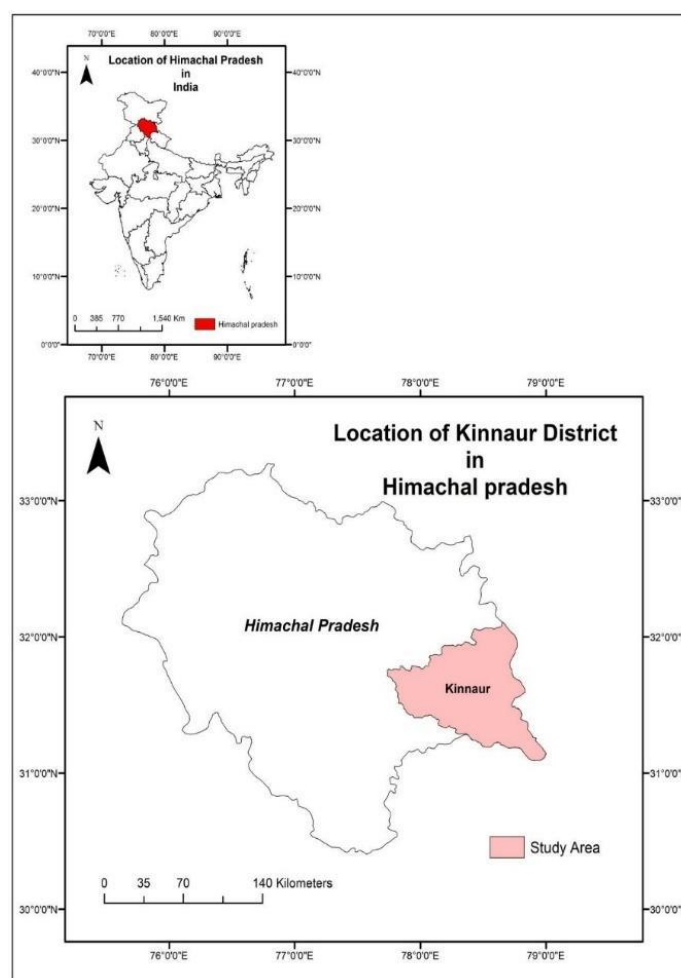 70°0'0"E 80°0'0"E 90°0'0"E
Location of Himachal Pradesh
in
India
N
40°0'0"N 40°0'0"N
30°0'0"N 30°0'0"N
20°0'0"N 20°0'0"N
10°0'0"N 10°0'0"N
0 385 770 1,540 Km
Himachal pradesh
0°0'0" 0°0'0"
70°0'0"E 80°0'0"E 90°0'0"E
76°0'0"E 77°0'0"E 78°0'0"E 79°0'0"E
N
Location of Kinnaur District
in
Himachal pradesh
33°0'0"N 33°0'0"N
32°0'0"N 32°0'0"N
Himachal Pradesh
Kinnaur
31°0'0"N 31°0'0"N
Study Area
0 35 70 140 Kilometers
30°0'0"N 30°0'0"N
76°0'0"E 77°0'0"E 78°0'0"E 79°0'0"E